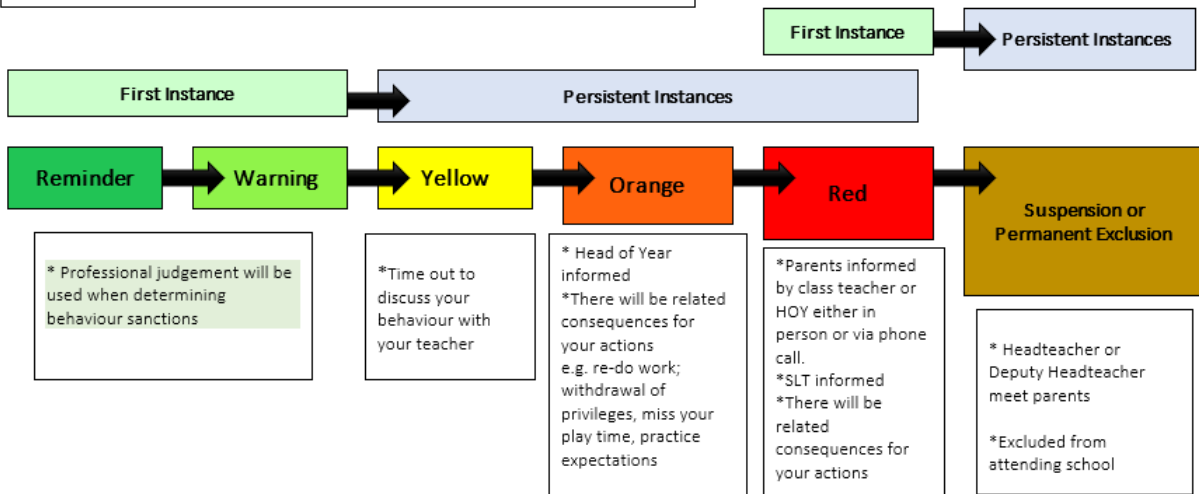 First Instance
Persistent Instances
First Instance
Persistent Instances
Reminder
Warning
Yellow
Orange
Red
Suspension or
Permanent Exclusion
* Professional judgement will be
used when determining
behaviour sanctions
*Time out to
discuss your
behaviour with
your teacher
* Head of Year
informed
*There will be related
consequences for
your actions
e.g. re-do work;
withdrawal of
privileges, miss your
play time, practice
expectations
*Parents informed
by class teacher or
HOY either in
person or via phone
call.
*SLT informed
*There will be
related
consequences for
your actions
* Headteacher or
Deputy Headteacher
meet parents
*Excluded from
attending school